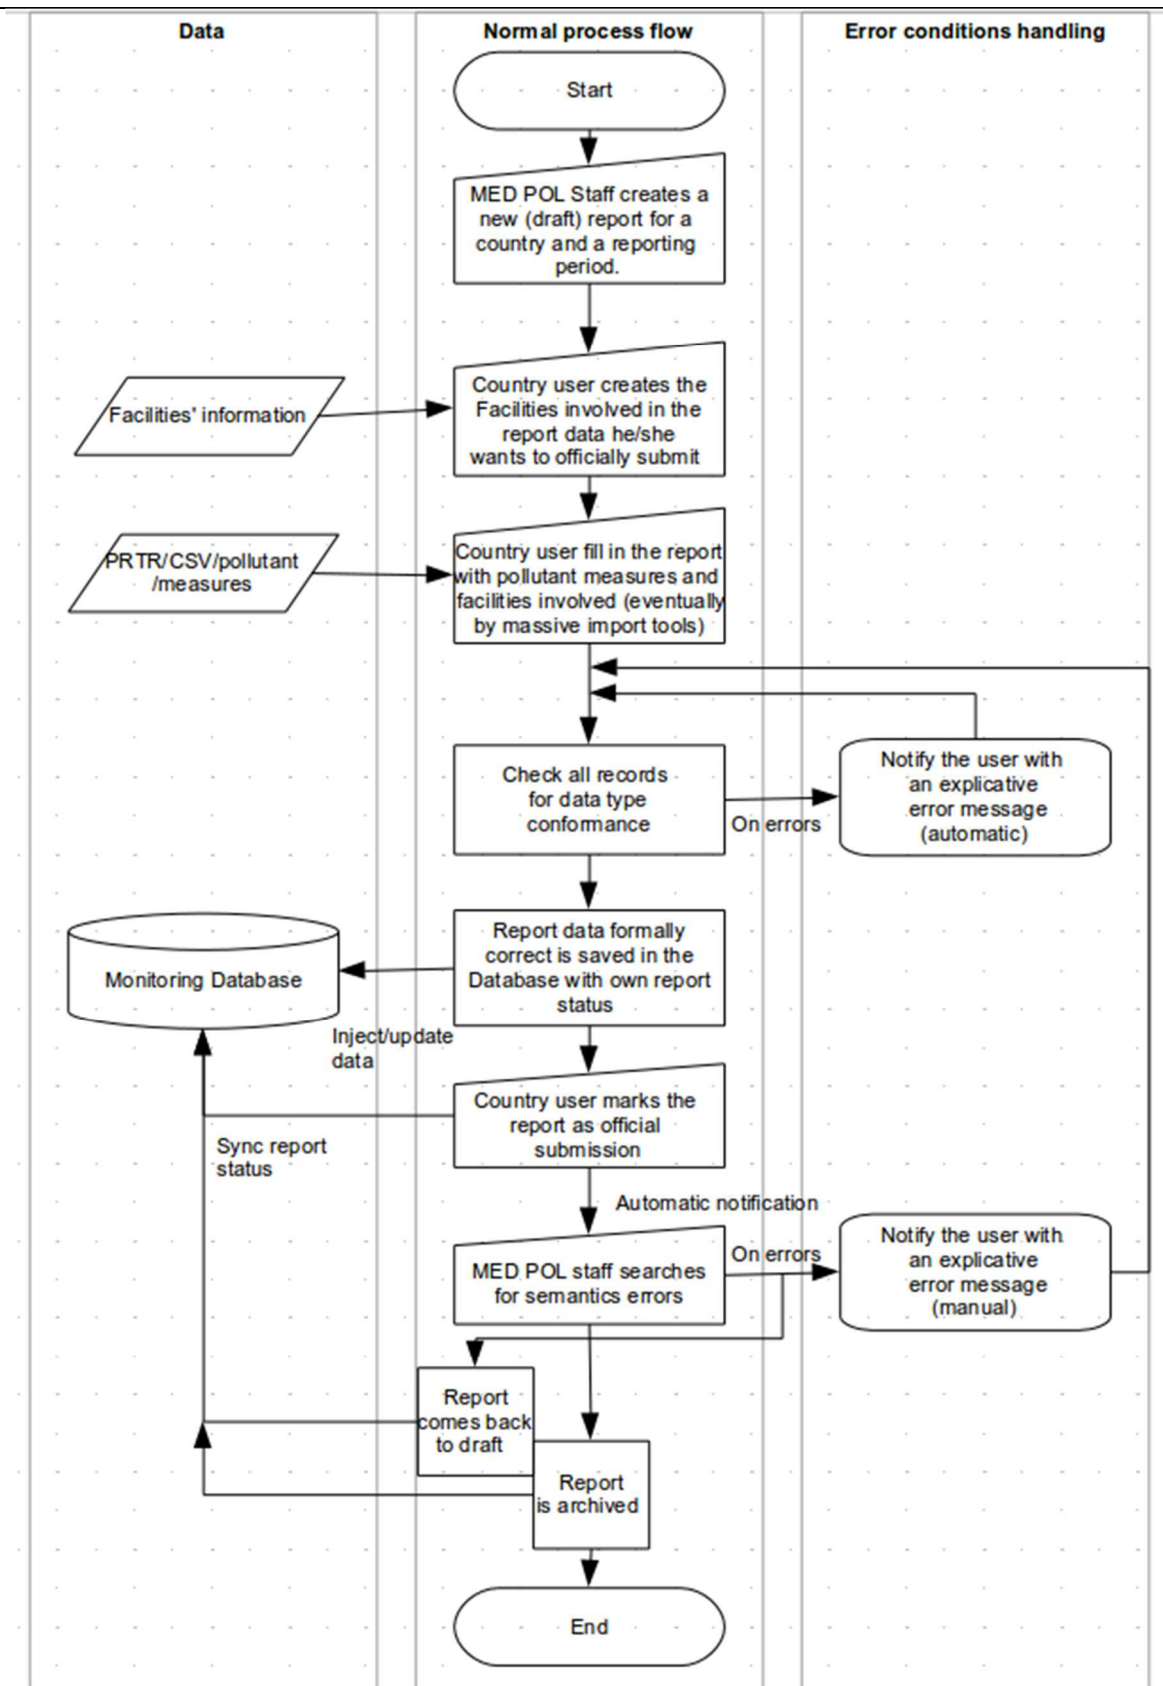 Data
Normal process flow
Error conditions handling
Start
MED POL Staff creates a
new (draft) report for a
country and a reporting
period.
Facilities' information
Country user creates the
Facilities involved in the
report data he/she
wants to officially submit
PRTR/CSV/pollutant
/measures
Country user fill in the report
with pollutant measures and
facilities involved (eventually
by massive import tools)
Check all records
for data type
conformance
On errors
Notify the user with
an explicative
error message
(automatic)
Report data formally
correct is saved in the
Database with own report
status
Monitoring Database
Inject/update
data
Country user marks the
report as official
submission
Sync report
status
Automatic notification
MED POL staff searches
for semantics errors
On errors
Notify the user with
an explicative
error message
(manual)
Report
comes back
to draft
Report
is archived
End